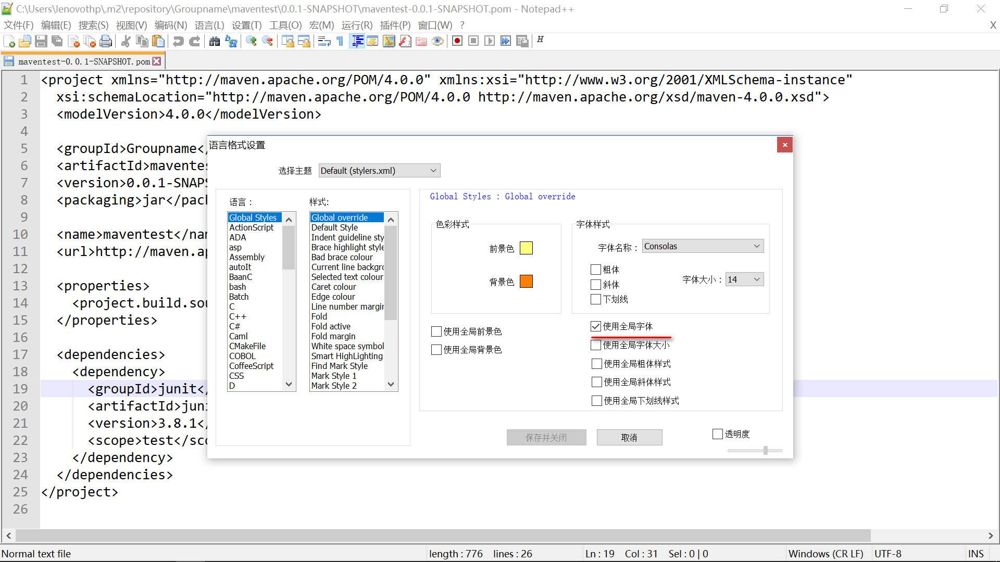 C:\Users\lenovothp\.m2\repository\Groupname\maventest\0.0.1-SNAPSHOT\maventest-0.0.1-SNAPSHOT.pom - Notepad++
文件(F) 编辑(E) 搜索(S) 视图(V) 编码(N) 语言(L) 设置(T) 工具(O) 宏(M) 运行(R) 插件(P) 窗口(W) ? X
H
maventest-0.0.1-SNAPSHOT.pom
1 <project xmlns="http://maven.apache.org/POM/4.0.0" xmlns:xsi="http://www.w3.org/2001/XMLSchema-instance"
2 xsi:schemaLocation="http://maven.apache.org/POM/4.0.0 http://maven.apache.org/xsd/maven-4.0.0.xsd">
3 <modelVersion>4.0.0</modelVersion>
4
5 <groupId>Groupname</
6 <artifactId>maventes
7 <version>0.0.1-SNAPS
8 <packaging>jar</pack
9
10 <name>maventest</nam
11 <url>http://maven.ap
12
13 <properties>
14 <project.build.sou
15 </properties>
16
17 <dependencies>
18 <dependency>
19 <groupId>junit</
20 <artifactId>juni
21 <version>3.8.1</
22 <scope>test</sco
23 </dependency>
24 </dependencies>
25 </project>
26
语言格式设置
选择主题 Default (stylers.xml)
语言：
Global Styles
ActionScript
ADA
asp
Assembly
autoIt
BaanC
bash
Batch
C
C++
C#
Caml
CMakeFile
COBOL
CoffeeScript
CSS
D
样式:
Global override
Default Style
Indent guideline sty
Brace highlight style
Bad brace colour
Current line backgro
Selected text colour
Caret colour
Edge colour
Line number margin
Fold
Fold active
Fold margin
White space symbol
Smart HighLighting
Find Mark Style
Mark Style 1
Mark Style 2
Global Styles : Global override
色彩样式
前景色
背景色
使用全局前景色
使用全局背景色
字体样式
字体名称： Consolas
粗体
斜体
下划线
字体大小： 14
使用全局字体
使用全局字体大小
使用全局粗体样式
使用全局斜体样式
使用全局下划线样式
保存并关闭 取消 透明度
Normal text file length : 776 lines : 26 Ln : 19 Col : 31 Sel : 0 | 0 Windows (CR LF) UTF-8 INS